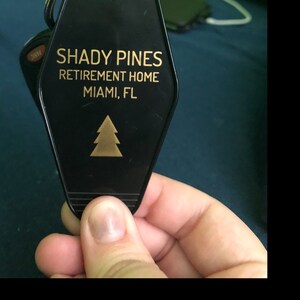 SHADY PINES
RETIREMENT HOME
MIAMI, FL